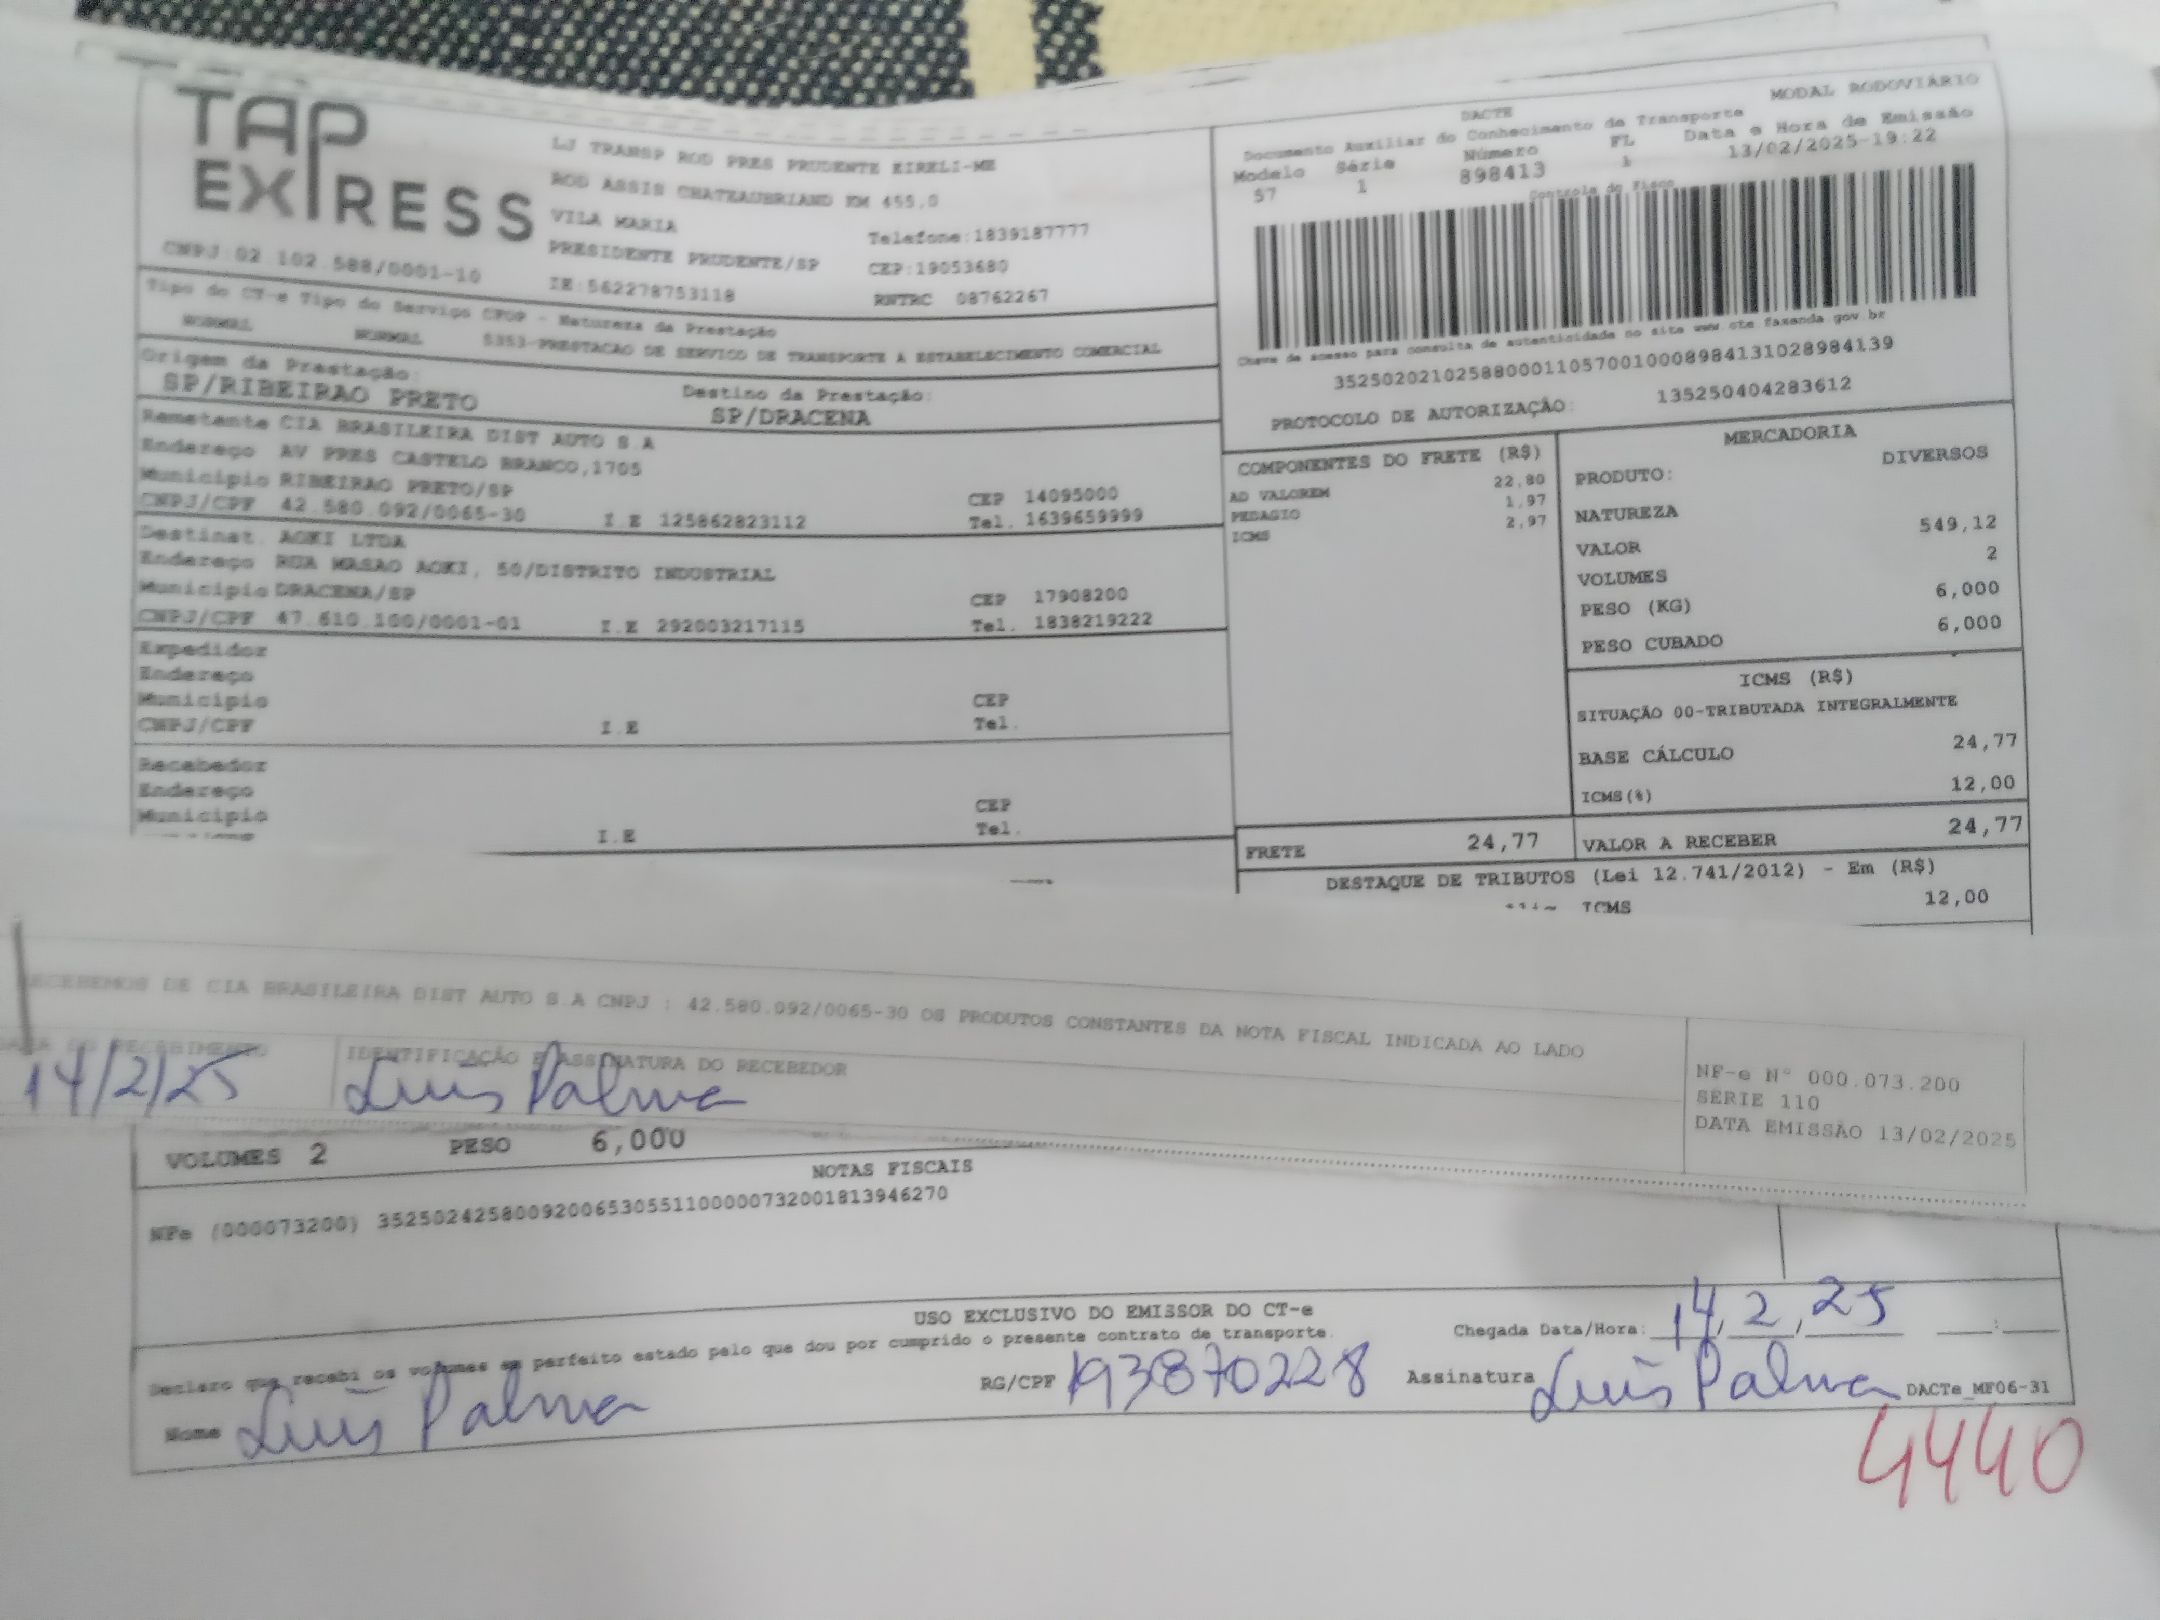 TAP
EXPRESS
CNPJ:02.102.588/0001-10
LJ TRANSP ROD PRES PRUDENTE EIRELI-ME
ROD ASSIS CHATEAUBRIAND KM 455,0
VILA MARIA
Telefone:1839187777
PRESIDENTE PRUDENTE/SP
CEP:19053680
IE:562278753118
RNTRC 08762267
MODAL RODOVIÁRIO
DACTE
Documento Auxiliar do Conhecimento de Transporte
Modelo Série Número FL Data e Hora de Emissão
57 1 898413 1 13/02/2025-19:22
Controle do Fisco
Chave de acesso para consulta de autenticidade no site www.cte.fazenda.gov.br
35250202102588000110570010008984131028984139
PROTOCOLO DE AUTORIZAÇÃO: 135250404283612
Tipo do CT-e Tipo do Serviço CFOP - Natureza da Prestação
NORMAL NORMAL 5353-PRESTACAO DE SERVICO DE TRANSPORTE A ESTABELECIMENTO COMERCIAL
Origem da Prestação: Destino da Prestação:
SP/RIBEIRAO PRETO SP/DRACENA
Remetante CIA BRASILEIRA DIST AUTO S.A
Endereço AV PRES CASTELO BRANCO,1705
Município RIBEIRAO PRETO/SP CEP 14095000
CNPJ/CPF 42.580.092/0065-30 I.E 125862823112 Tel. 1639659999
Destinat. AOKI LTDA
Endereço RUA MASAO AOKI, 50/DISTRITO INDUSTRIAL
Município DRACENA/SP CEP 17908200
CNPJ/CPF 47.610.100/0001-01 I.E 292003217115 Tel. 1838219222
Expedidor
Endereço
Município CEP
CNPJ/CPF I.E Tel.
Recebedor
Endereço
Município CEP
I.E Tel.
COMPONENTES DO FRETE (R$)
AD VALOREM 22,80
PEDAGIO 1,97
ICMS 2,97
MERCADORIA
PRODUTO: DIVERSOS
NATUREZA
VALOR 549,12
VOLUMES 2
PESO (KG) 6,000
PESO CUBADO 6,000
ICMS (R$)
SITUAÇÃO 00-TRIBUTADA INTEGRALMENTE
BASE CÁLCULO 24,77
ICMS(%) 12,00
FRETE 24,77 VALOR A RECEBER 24,77
DESTAQUE DE TRIBUTOS (Lei 12.741/2012) - Em (R$)
ICMS 12,00
RECEBEMOS DE CIA BRASILEIRA DIST AUTO S.A CNPJ : 42.580.092/0065-30 OS PRODUTOS CONSTANTES DA NOTA FISCAL INDICADA AO LADO
DATA DO RECEBIMENTO IDENTIFICAÇÃO E ASSINATURA DO RECEBEDOR
14/2/25 Luis Palma
NF-e Nº 000.073.200
SÉRIE 110
DATA EMISSÃO 13/02/2025
VOLUMES 2 PESO 6,000
NOTAS FISCAIS
NFe (000073200) 35250242580092006530551100000732001813946270
USO EXCLUSIVO DO EMISSOR DO CT-e
Declaro que recebi os volumes em perfeito estado pelo que dou por cumprido o presente contrato de transporte.
Chegada Data/Hora: 14,2,25 :
Nome Luis Palma RG/CPF 193870228 Assinatura Luis Palma DACTe_MF06-31
4440